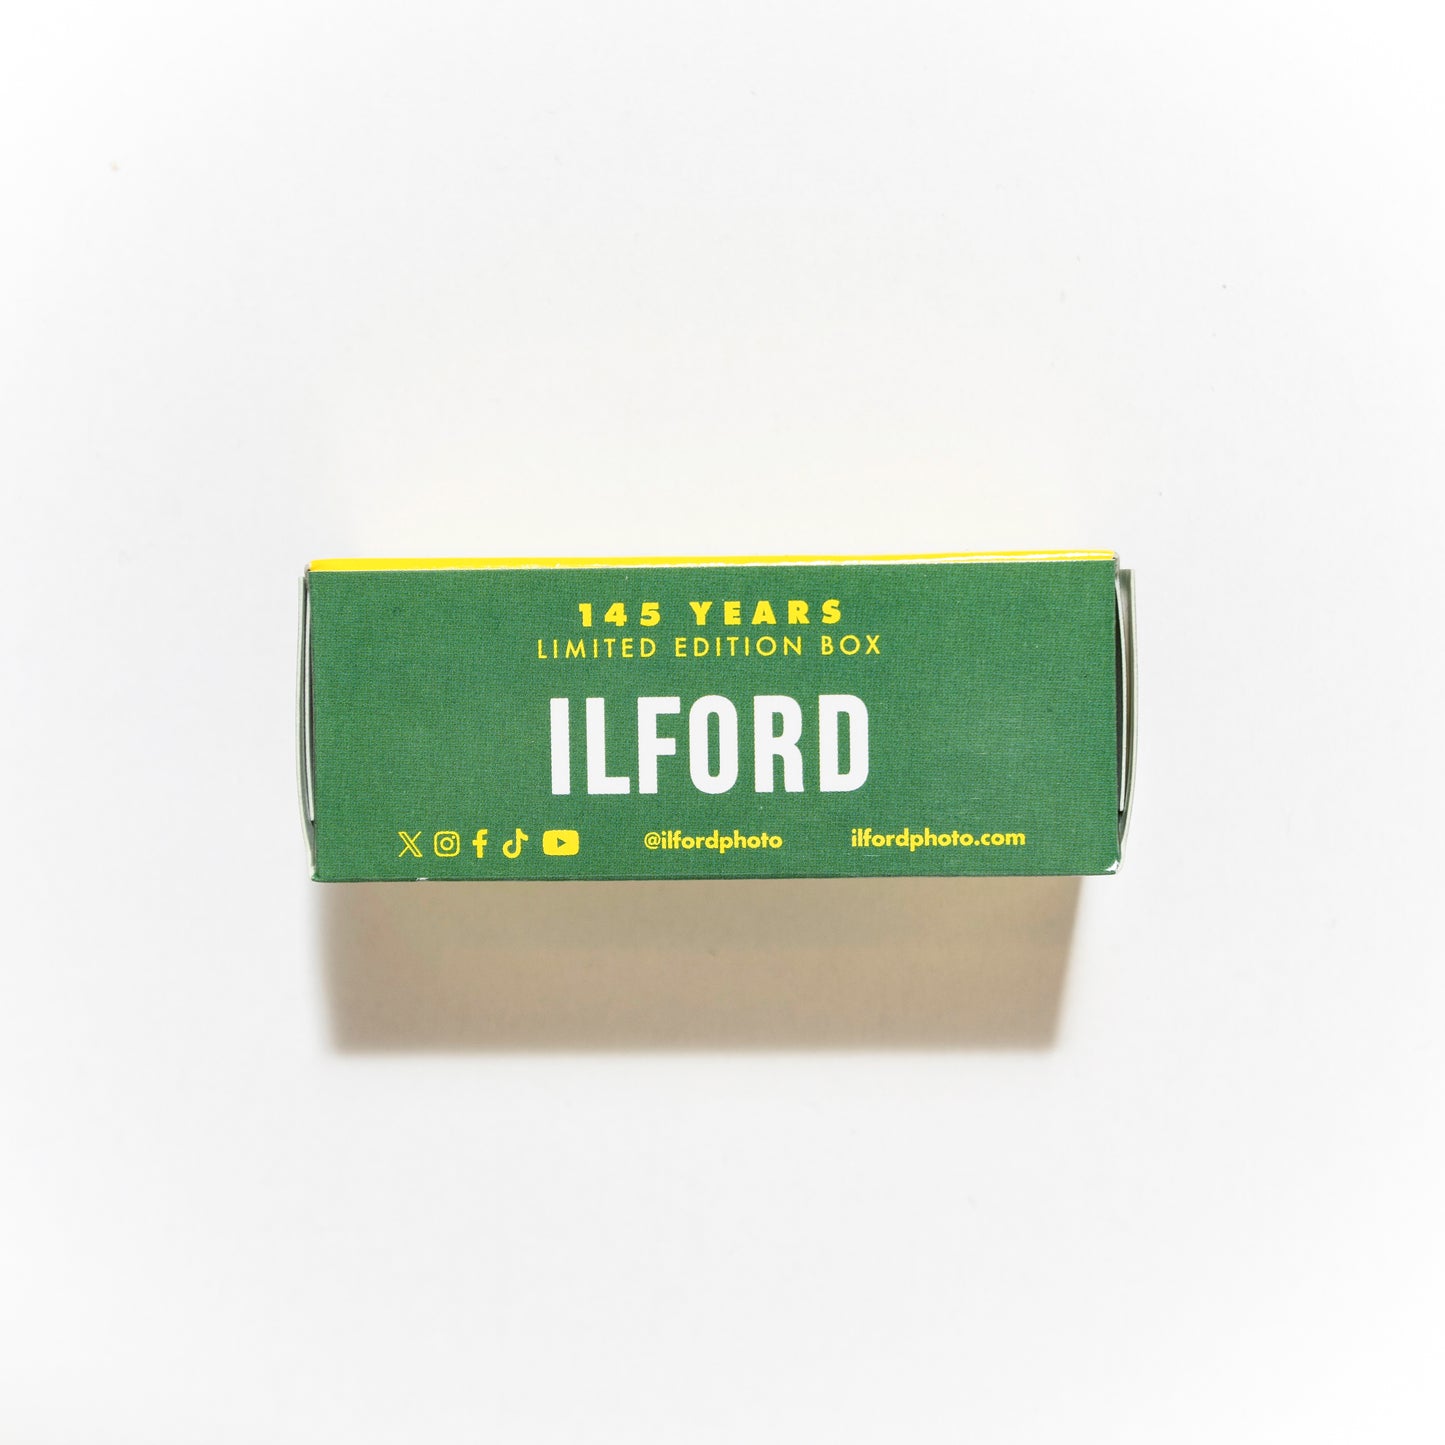 145 YEARS
LIMITED EDITION BOX
ILFORD
@ilfordphoto ilfordphoto.com